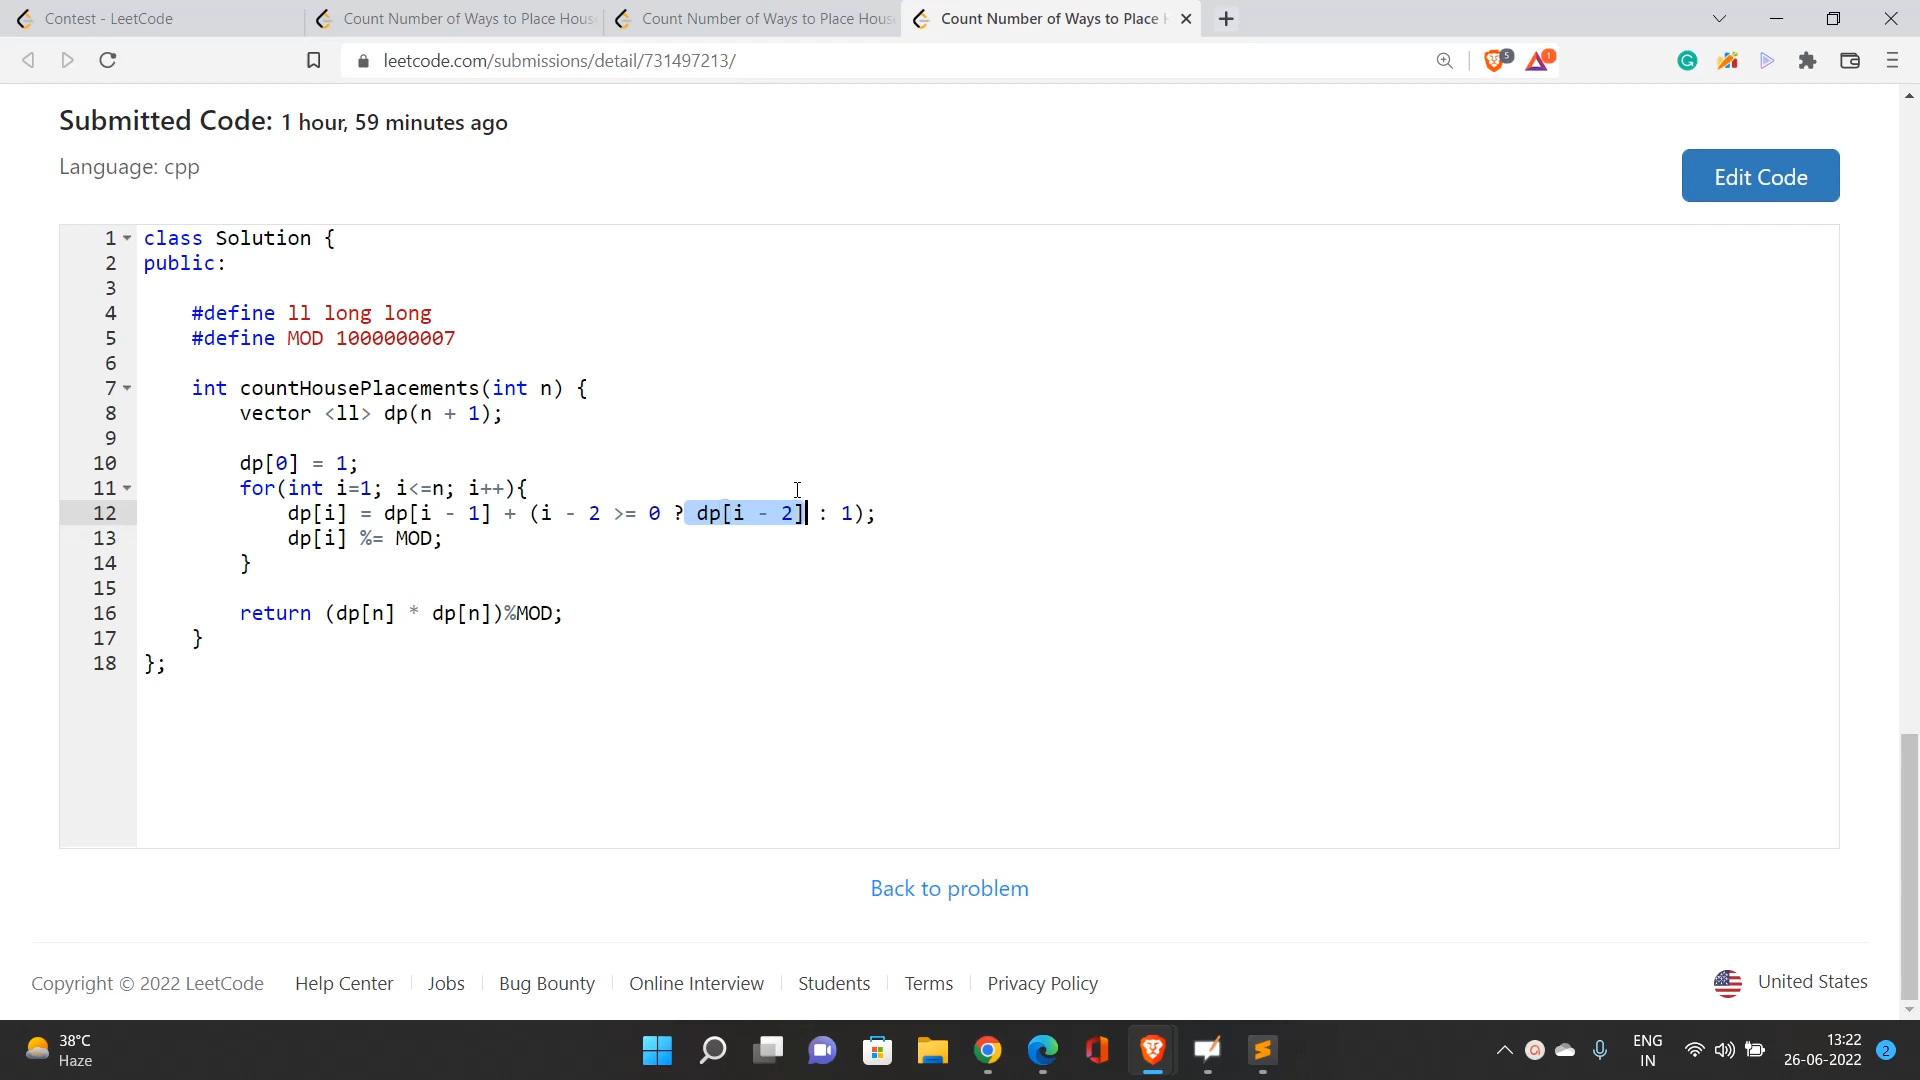 Contest - LeetCode
Count Number of Ways to Place Hous
Count Number of Ways to Place Hous
Count Number of Ways to Place H
leetcode.com/submissions/detail/731497213/
5
1
Submitted Code: 1 hour, 59 minutes ago
Language: cpp
Edit Code
1 class Solution {
2 public:
3
4 #define ll long long
5 #define MOD 1000000007
6
7 int countHousePlacements(int n) {
8 vector <ll> dp(n + 1);
9
10 dp[0] = 1;
11 for(int i=1; i<=n; i++){
12 dp[i] = dp[i - 1] + (i - 2 >= 0 ? dp[i - 2] : 1);
13 dp[i] %= MOD;
14 }
15
16 return (dp[n] * dp[n])%MOD;
17 }
18 };
Back to problem
Copyright © 2022 LeetCode Help Center Jobs Bug Bounty Online Interview Students Terms Privacy Policy United States
38°C
Haze
ENG
IN
13:22
26-06-2022
2